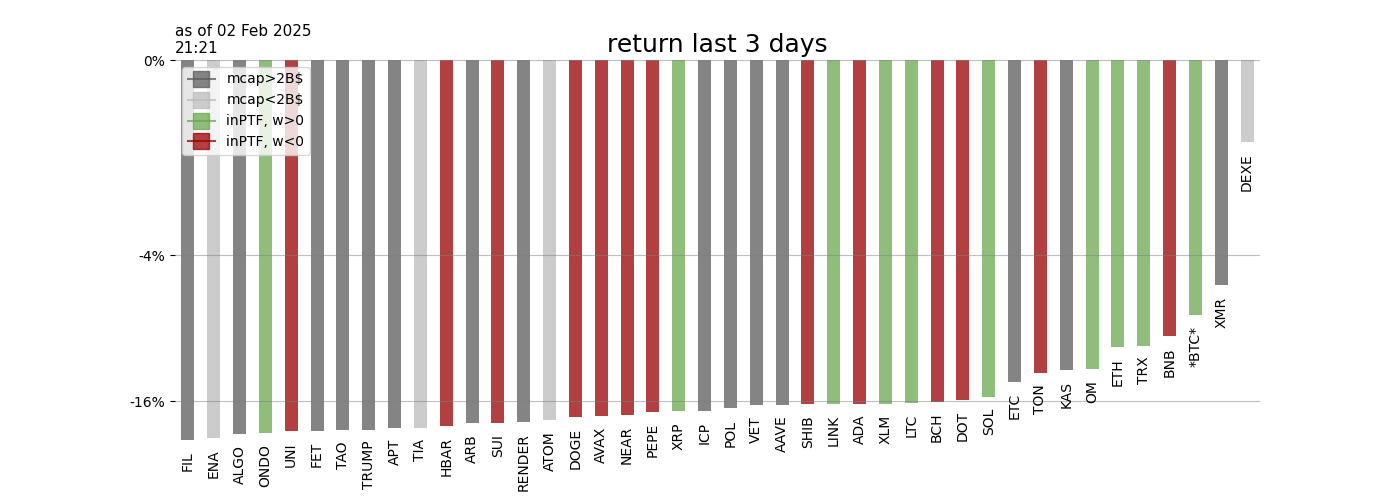 as of 02 Feb 2025
21:21
return last 3 days
0%
-4%
-16%
mcap>2B$
mcap<2B$
inPTF, w>0
inPTF, w<0
FIL
ENA
ALGO
ONDO
UNI
FET
TAO
TRUMP
APT
TIA
HBAR
ARB
SUI
RENDER
ATOM
DOGE
AVAX
NEAR
PEPE
XRP
ICP
POL
VET
AAVE
SHIB
LINK
ADA
XLM
LTC
BCH
DOT
SOL
ETC
TON
KAS
OM
ETH
TRX
BNB
*BTC*
XMR
DEXE